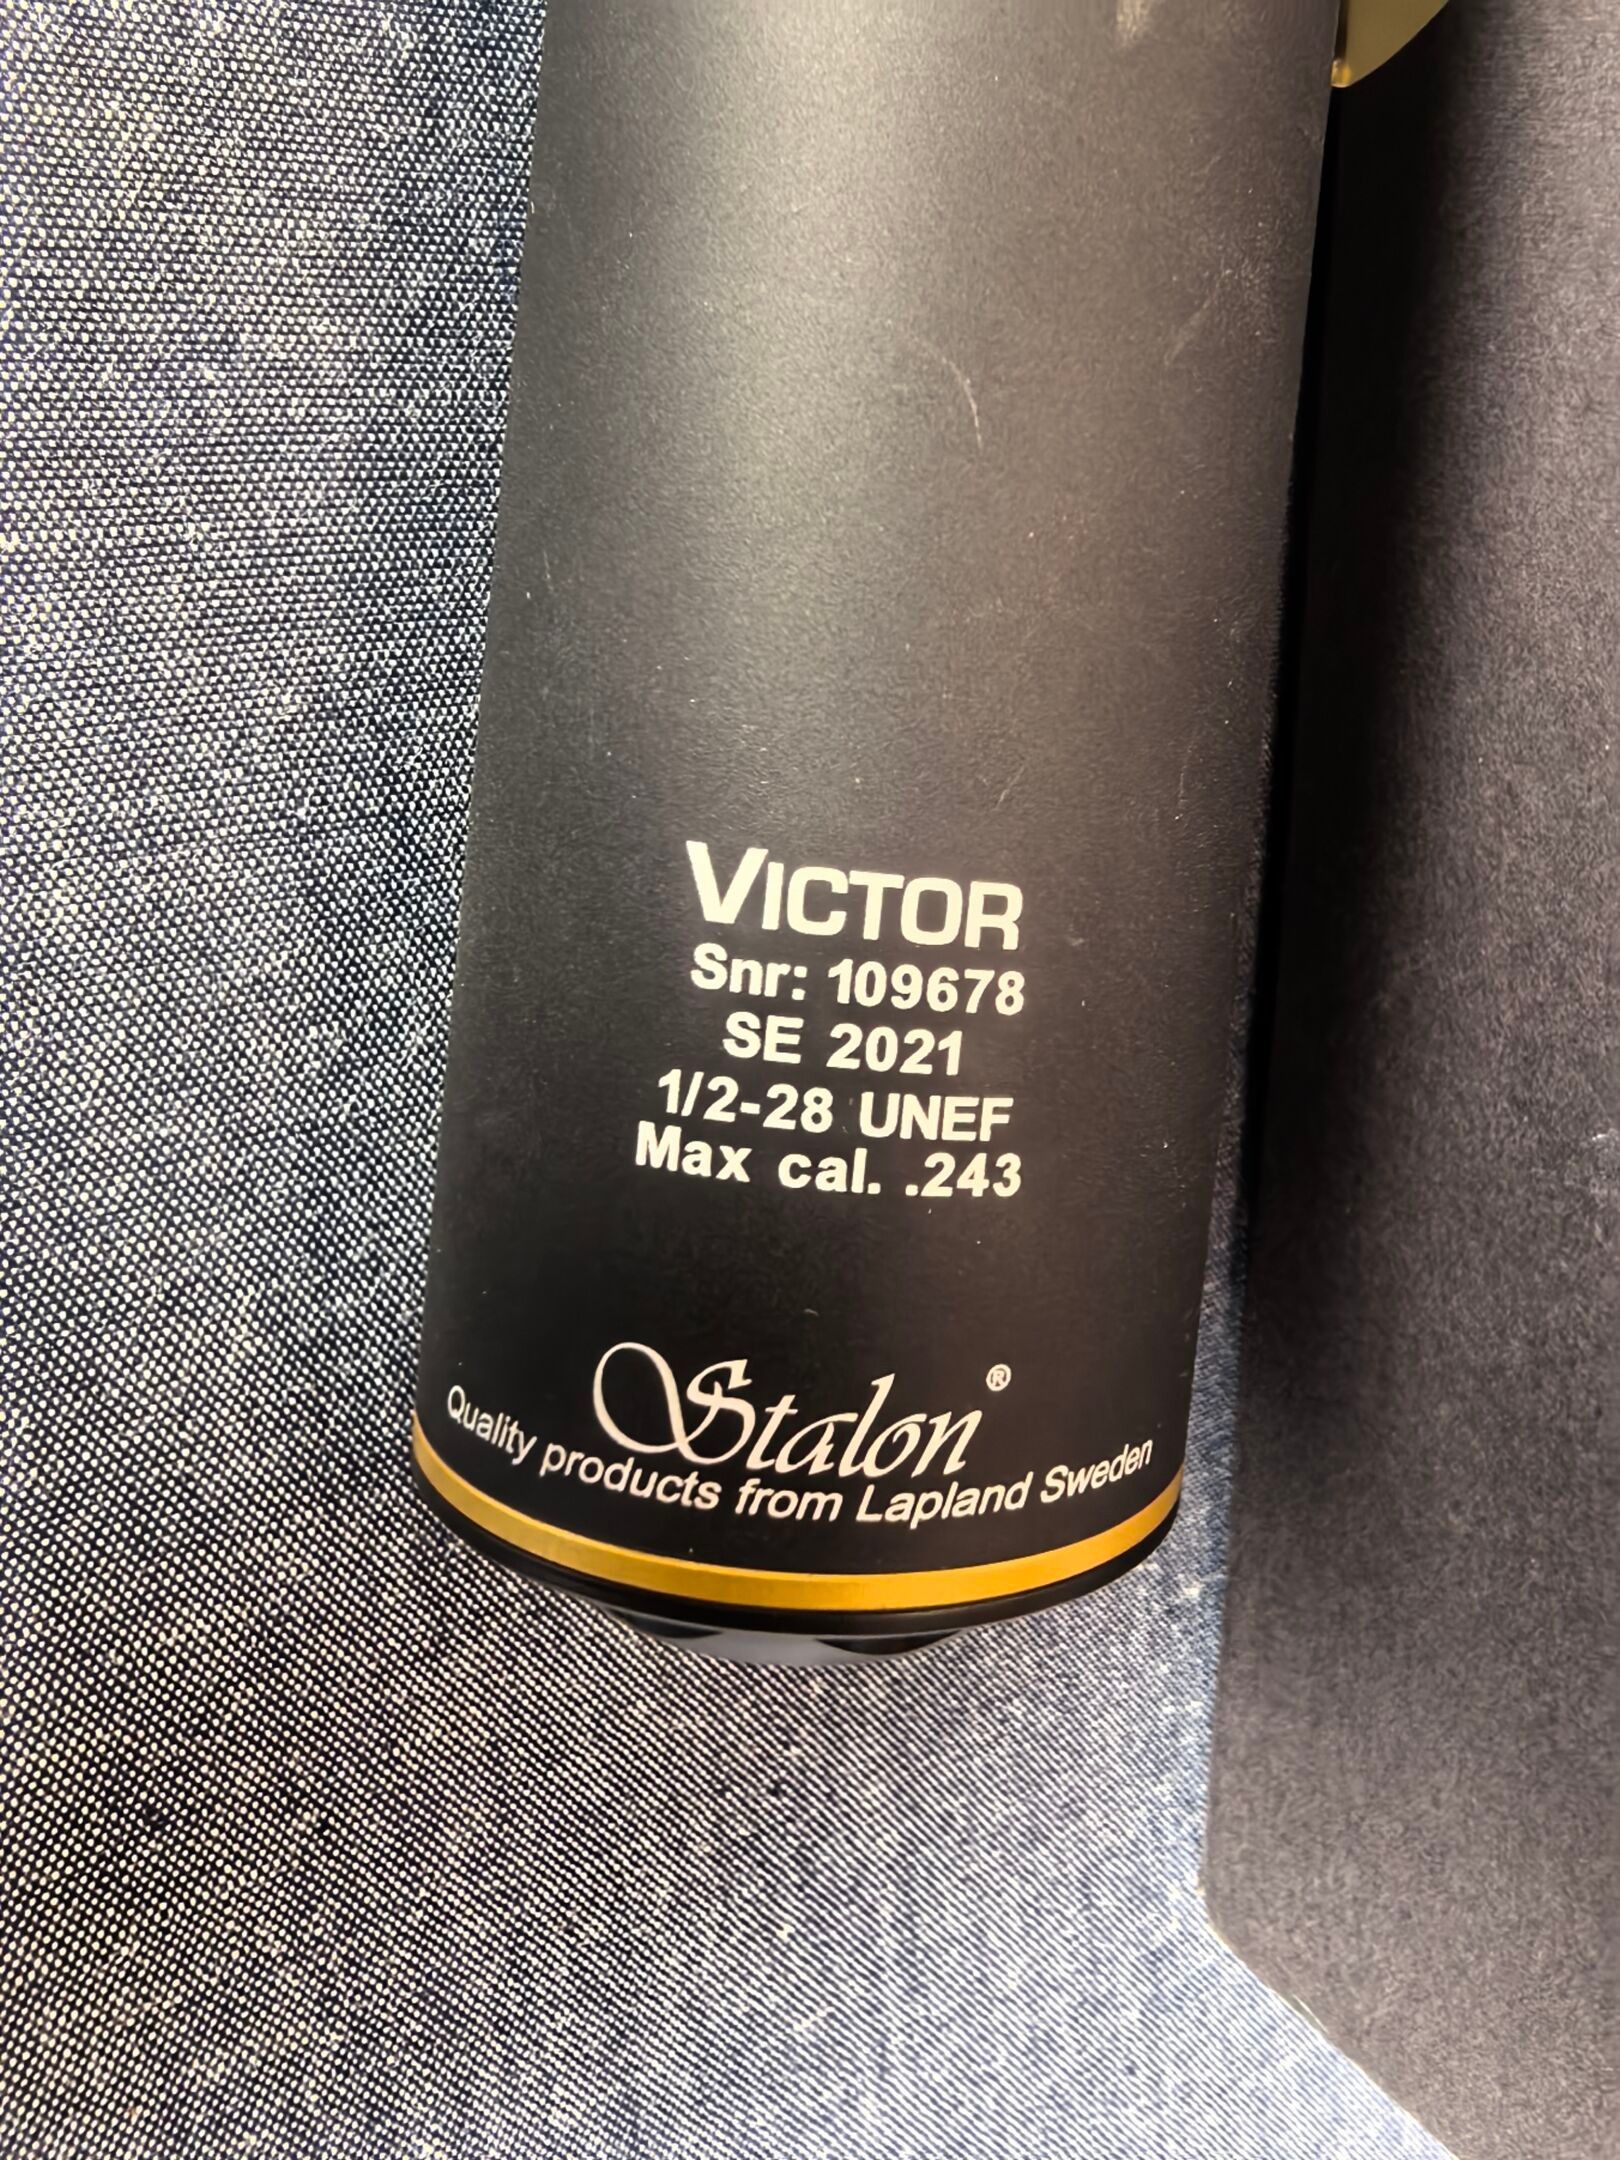 VICTOR
Snr: 109678
SE 2021
1/2-28 UNEF
Max cal. .243
Stalon®
Quality products from Lapland Sweden